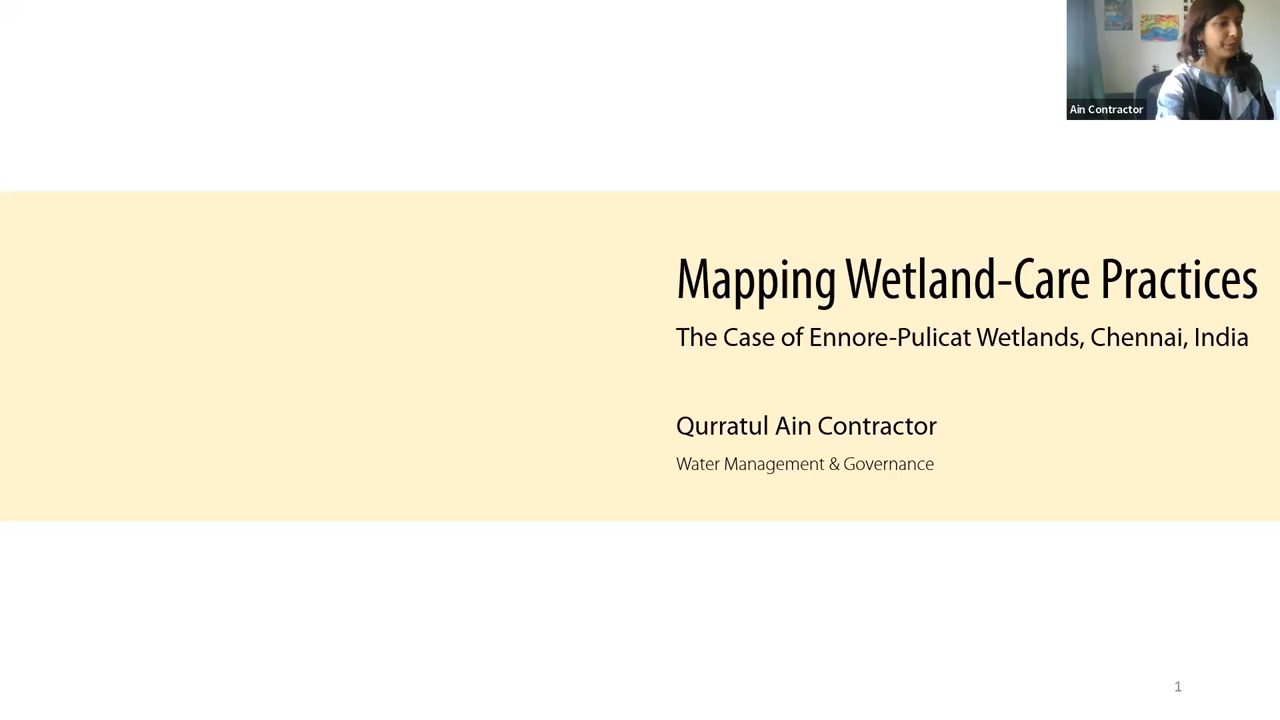 Ain Contractor
Mapping Wetland-Care Practices
The Case of Ennore-Pulicat Wetlands, Chennai, India
Qurratul Ain Contractor
Water Management & Governance
1